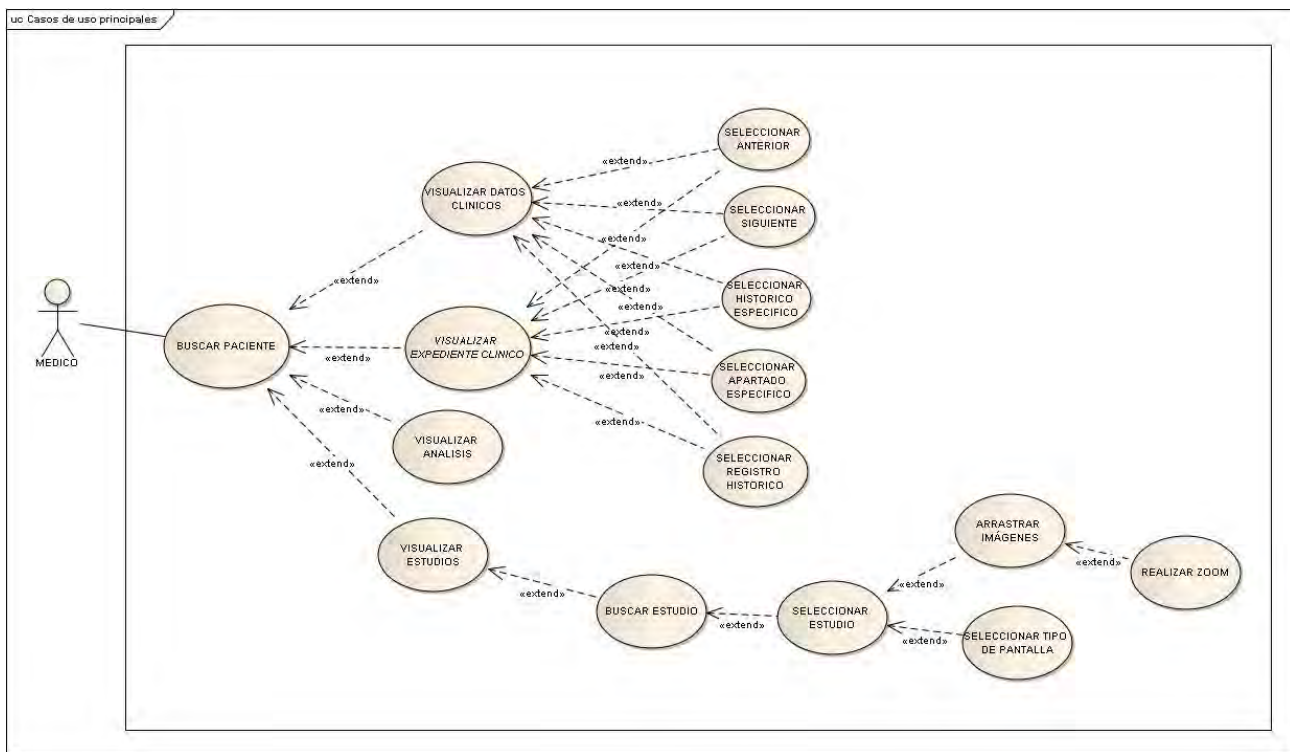 uc Casos de uso principales
SELECCIONAR
ANTERIOR
«extend»
VISUALIZAR DATOS
CLINICOS
«extend»
SELECCIONAR
SIGUIENTE
«extend»
«extend»
«extend»
«extend»
SELECCIONAR
HISTORICO
ESPECIFICO
«extend»
«extend»
MEDICO
BUSCAR PACIENTE
«extend»
VISUALIZAR
EXPEDIENTE CLINICO
«extend»
SELECCIONAR
APARTADO
ESPECIFICO
«extend»
«extend»
VISUALIZAR
ANALISIS
«extend»
SELECCIONAR
REGISTRO
HISTORICO
«extend»
VISUALIZAR
ESTUDIOS
ARRASTRAR
IMÁGENES
«extend»
REALIZAR ZOOM
«extend»
«extend»
BUSCAR ESTUDIO
«extend»
SELECCIONAR
ESTUDIO
«extend»
SELECCIONAR TIPO
DE PANTALLA